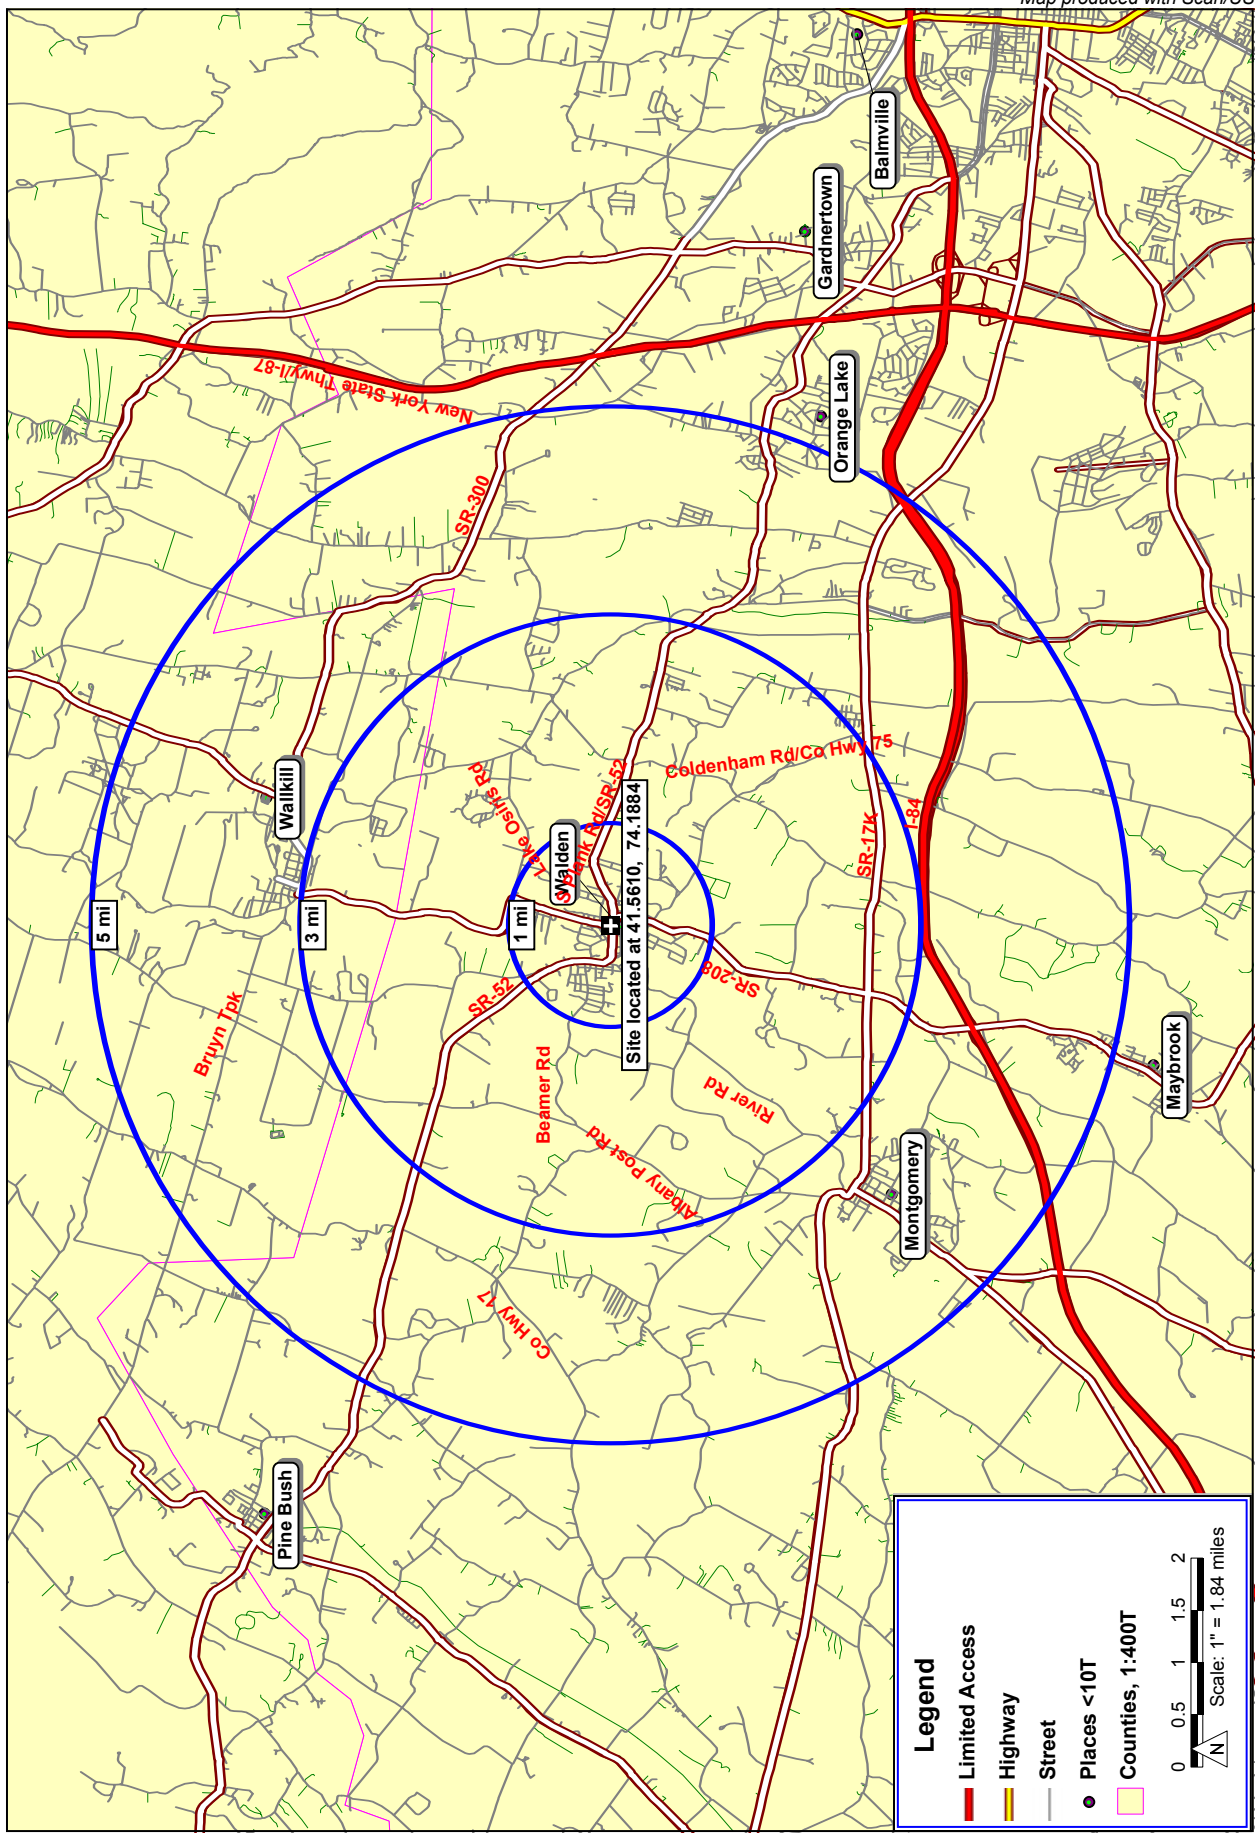 Map produced with Scan/US
Balmville
Gardnertown
Orange Lake
New York State Thwy/I-87
SR-300
Wallkill
5 mi
3 mi
1 mi
Lake Osiris Rd
S Plank Rd/SR-52
Walden
Coldenham Rd/Co Hwy 75
Site located at 41.5610, 74.1884
SR-17K
I-84
SR-208
SR-52
Bruyn Tpk
Beamer Rd
River Rd
Albany Post Rd
Co Hwy 17
Maybrook
Montgomery
Pine Bush
Legend
Limited Access
Highway
Street
Places <10T
Counties, 1:400T
0 0.5 1 1.5 2
N
Scale: 1" = 1.84 miles